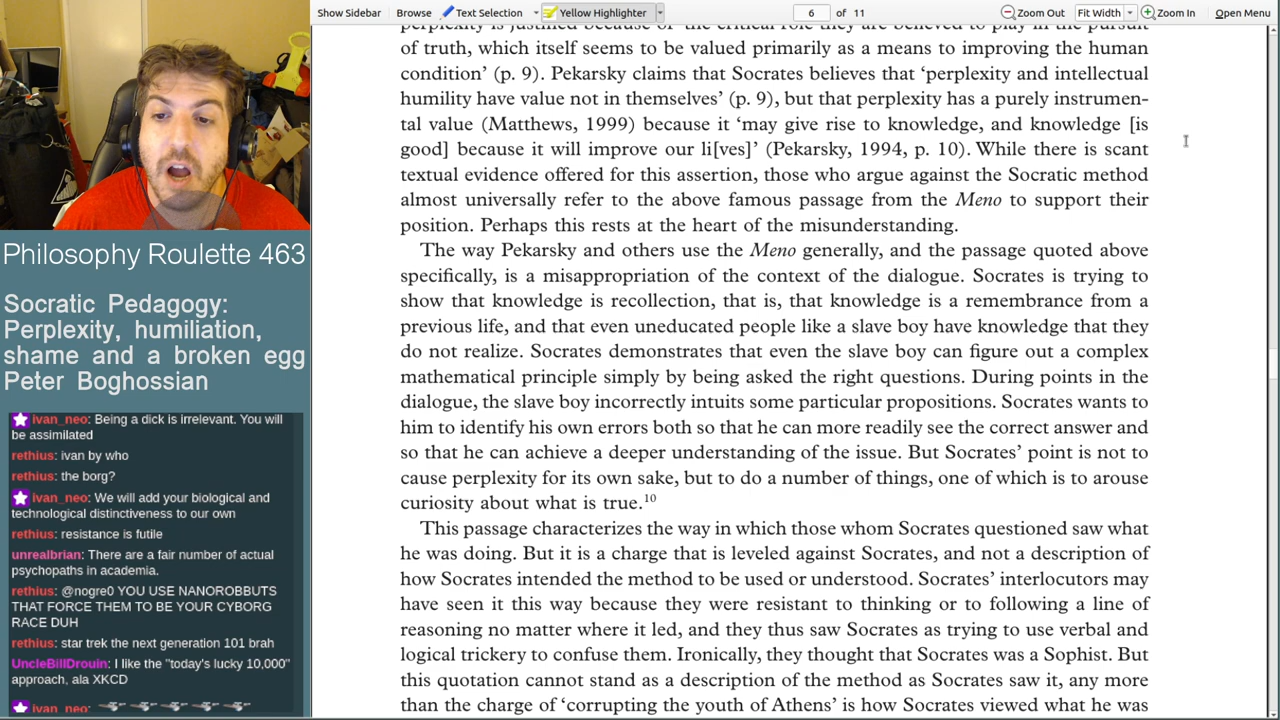 Show Sidebar Browse Text Selection Yellow Highlighter 6 of 11 Zoom Out Fit Width Zoom In Open Menu
perplexity is justified because of 'the critical role they are believed to play in the pursuit
of truth, which itself seems to be valued primarily as a means to improving the human
condition' (p. 9). Pekarsky claims that Socrates believes that 'perplexity and intellectual
humility have value not in themselves' (p. 9), but that perplexity has a purely instrumen-
tal value (Matthews, 1999) because it 'may give rise to knowledge, and knowledge [is
good] because it will improve our li[ves]' (Pekarsky, 1994, p. 10). While there is scant
textual evidence offered for this assertion, those who argue against the Socratic method
almost universally refer to the above famous passage from the Meno to support their
position. Perhaps this rests at the heart of the misunderstanding.
The way Pekarsky and others use the Meno generally, and the passage quoted above
specifically, is a misappropriation of the context of the dialogue. Socrates is trying to
show that knowledge is recollection, that is, that knowledge is a remembrance from a
previous life, and that even uneducated people like a slave boy have knowledge that they
do not realize. Socrates demonstrates that even the slave boy can figure out a complex
mathematical principle simply by being asked the right questions. During points in the
dialogue, the slave boy incorrectly intuits some particular propositions. Socrates wants to
him to identify his own errors both so that he can more readily see the correct answer and
so that he can achieve a deeper understanding of the issue. But Socrates' point is not to
cause perplexity for its own sake, but to do a number of things, one of which is to arouse
curiosity about what is true.10
This passage characterizes the way in which those whom Socrates questioned saw what
he was doing. But it is a charge that is leveled against Socrates, and not a description of
how Socrates intended the method to be used or understood. Socrates' interlocutors may
have seen it this way because they were resistant to thinking or to following a line of
reasoning no matter where it led, and they thus saw Socrates as trying to use verbal and
logical trickery to confuse them. Ironically, they thought that Socrates was a Sophist. But
this quotation cannot stand as a description of the method as Socrates saw it, any more
than the charge of 'corrupting the youth of Athens' is how Socrates viewed what he was
Philosophy Roulette 463
Socratic Pedagogy:
Perplexity, humiliation,
shame and a broken egg
Peter Boghossian
ivan_neo: Being a dick is irrelevant. You will
be assimilated
rethius: ivan by who
rethius: the borg?
ivan_neo: We will add your biological and
technological distinctiveness to our own
rethius: resistance is futile
unrealbrian: There are a fair number of actual
psychopaths in academia.
rethius: @nogre0 YOU USE NANOROBBUTS
THAT FORCE THEM TO BE YOUR CYBORG
RACE DUH
rethius: star trek the next generation 101 brah
UncleBillDrouin: I like the "today's lucky 10,000"
approach, ala XKCD
ivan_neo: